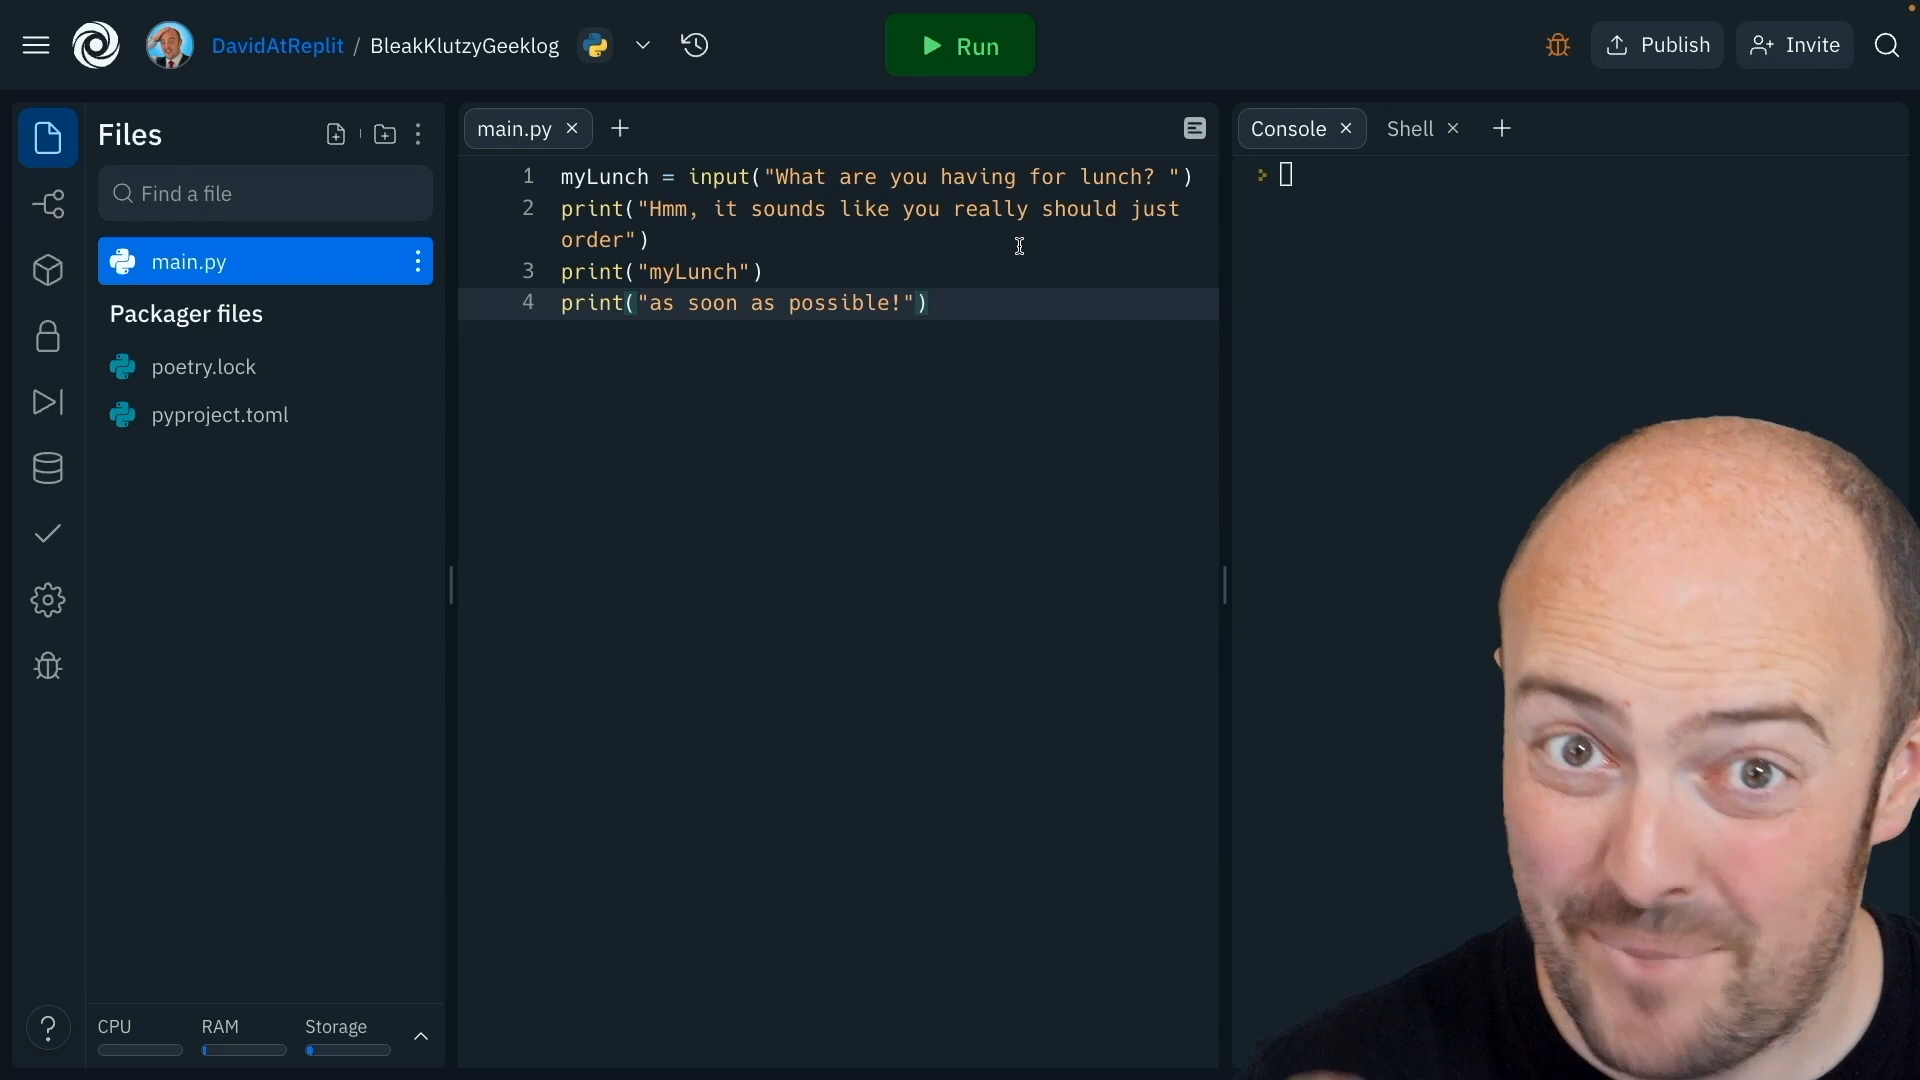 DavidAtReplit / BleakKlutzyGeeklog
Run
Publish
Invite
Files
Find a file
main.py
Packager files
poetry.lock
pyproject.toml
CPU
RAM
Storage
main.py
1 myLunch = input("What are you having for lunch? ")
2 print("Hmm, it sounds like you really should just
order")
3 print("myLunch")
4 print("as soon as possible!")
Console
Shell